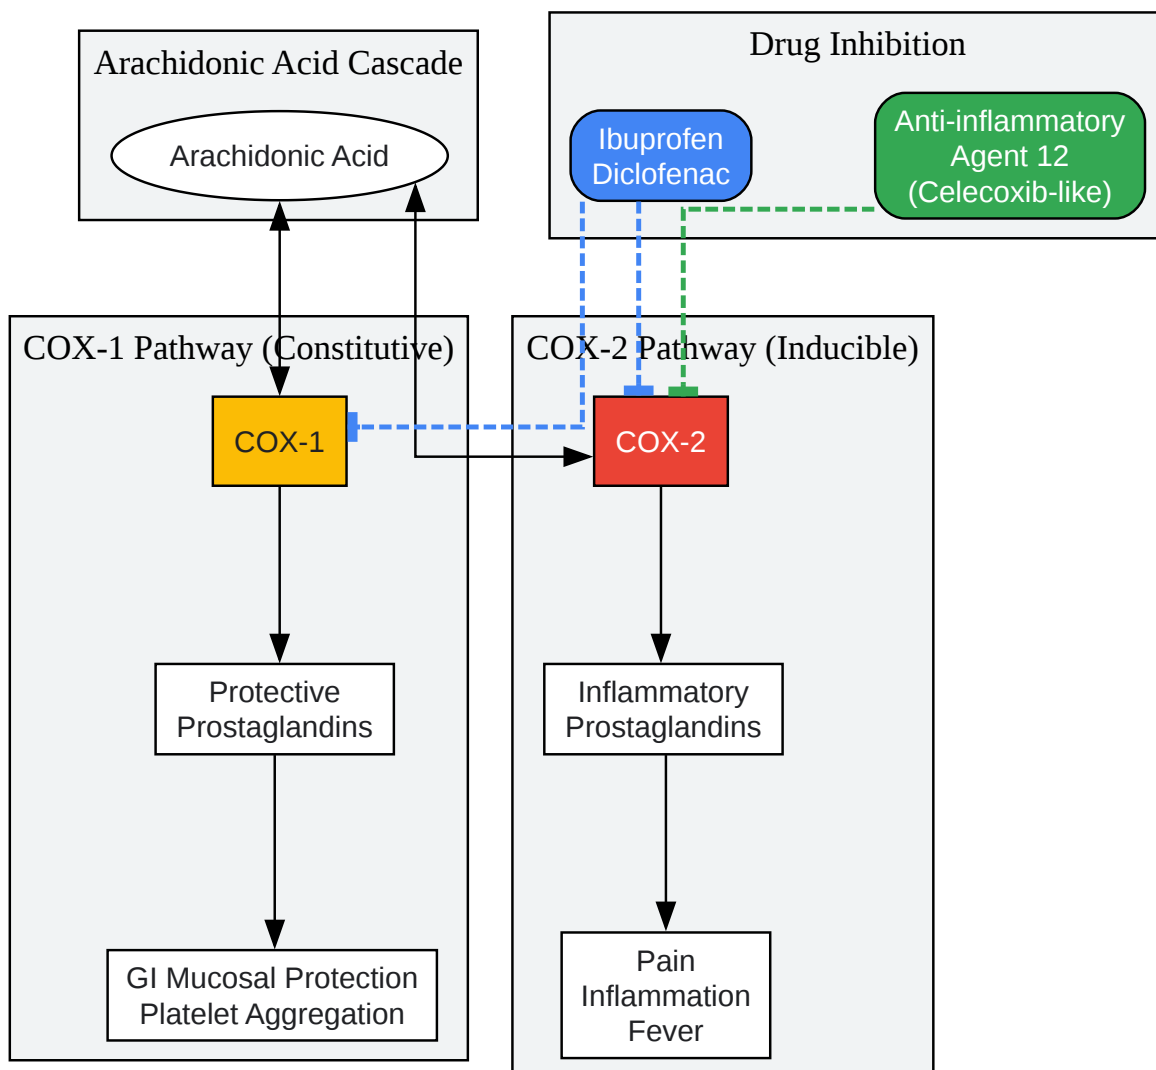 Arachidonic Acid Cascade
Arachidonic Acid
Drug Inhibition
Ibuprofen
Diclofenac
Anti-inflammatory
Agent 12
(Celecoxib-like)
COX-1 Pathway (Constitutive)
COX-1
Protective
Prostaglandins
GI Mucosal Protection
Platelet Aggregation
COX-2 Pathway (Inducible)
COX-2
Inflammatory
Prostaglandins
Pain
Inflammation
Fever